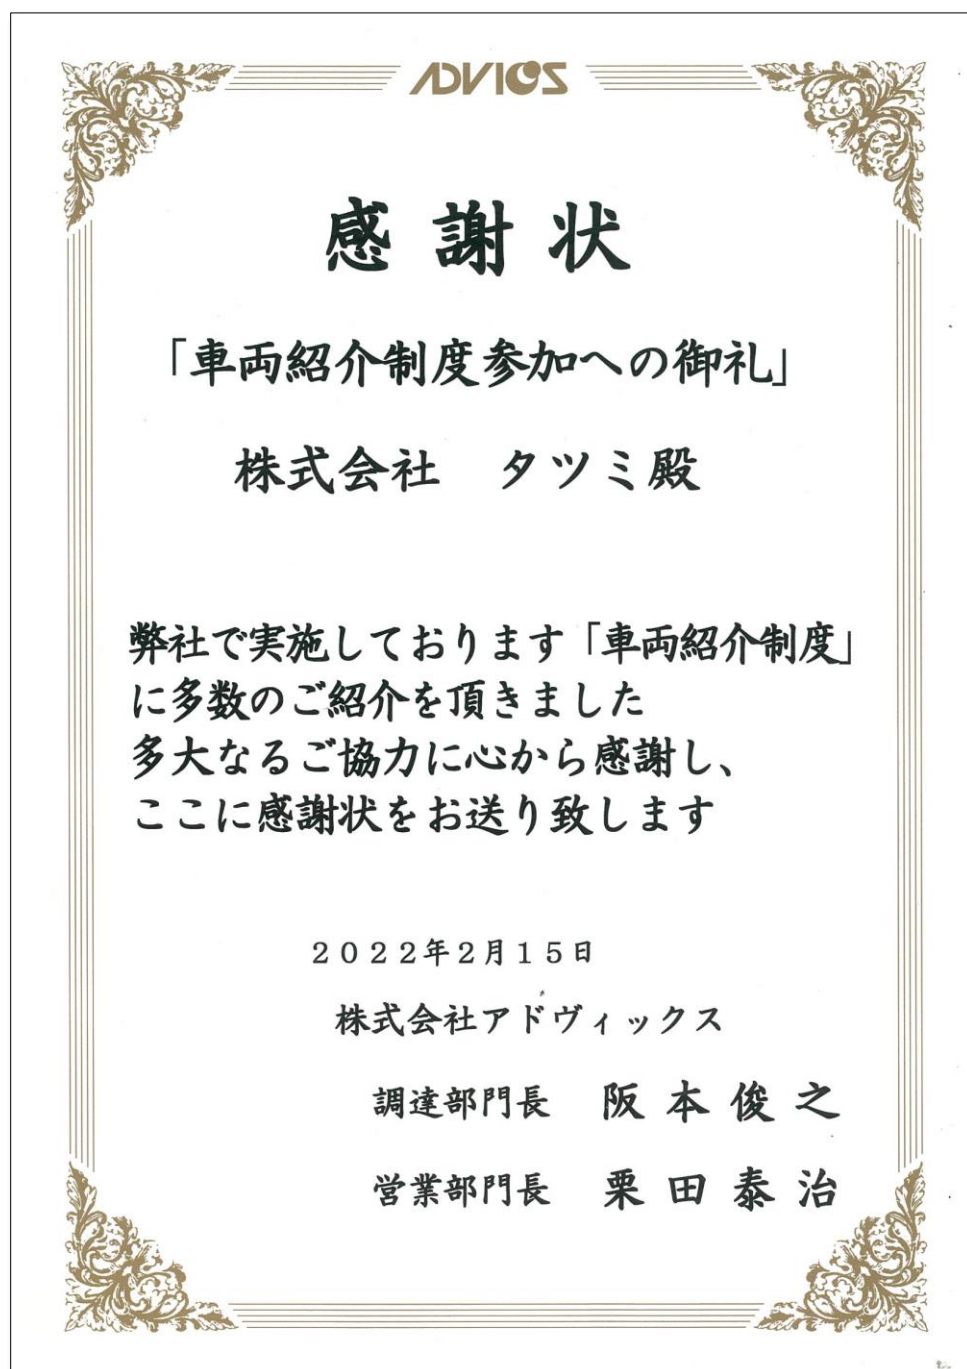 ADVICS
感謝状
「車両紹介制度参加への御礼」
株式会社　タツミ殿
弊社で実施しております「車両紹介制度」
に多数のご紹介を頂きました
多大なるご協力に心から感謝し、
ここに感謝状をお送り致します
２０２２年２月１５日
株式会社アドヴィックス
調達部門長　阪本俊之
営業部門長　栗田泰治